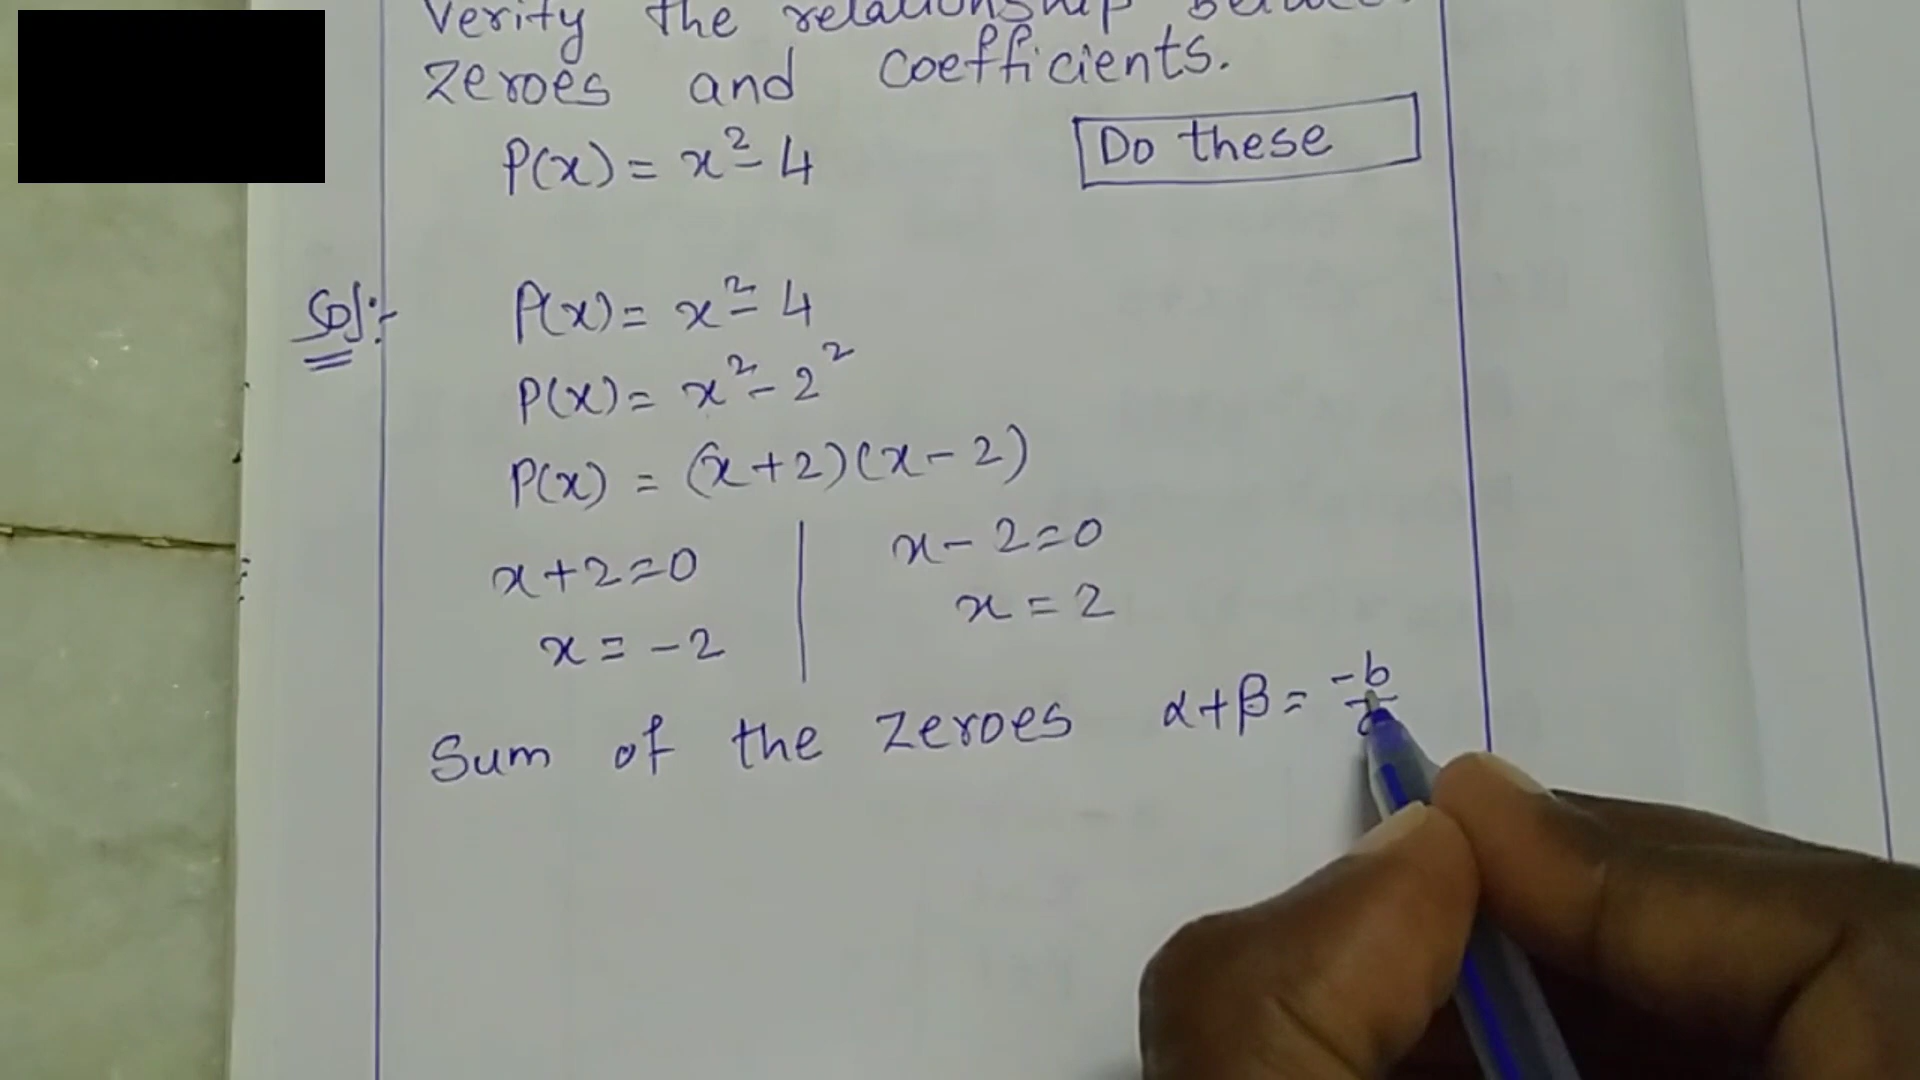 Verify the relationship
zeroes and coefficients.
P(x) = x² - 4
Do these
Sol:-
P(x) = x² - 4
P(x) = x² - 2²
P(x) = (x+2)(x-2)
x+2=0
x = -2
x-2=0
x = 2
Sum of the zeroes α+β = -b/a